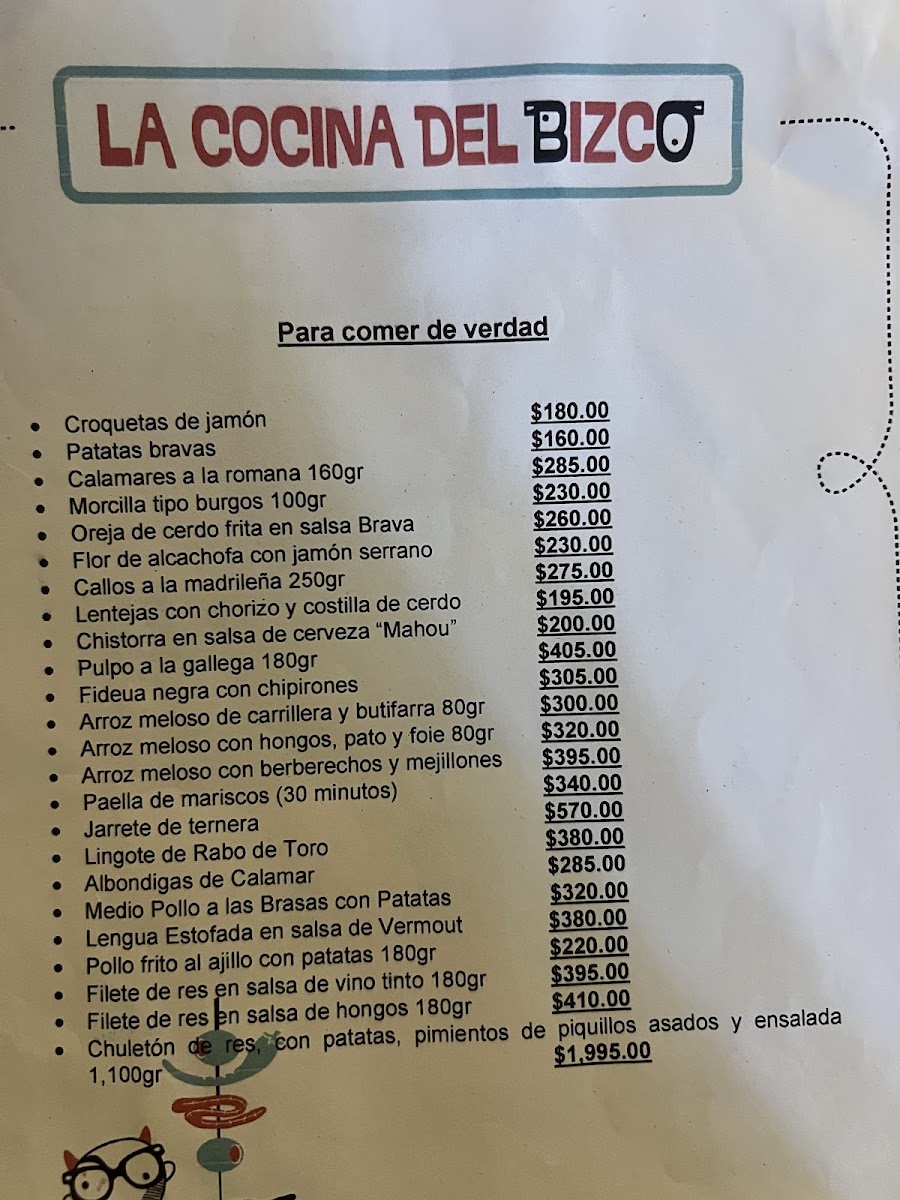 LA COCINA DEL BIZCO
Para comer de verdad
• Croquetas de jamón $180.00
• Patatas bravas $160.00
• Calamares a la romana 160gr $285.00
• Morcilla tipo burgos 100gr $230.00
• Oreja de cerdo frita en salsa Brava $260.00
• Flor de alcachofa con jamón serrano $230.00
• Callos a la madrileña 250gr $275.00
• Lentejas con chorizo y costilla de cerdo $195.00
• Chistorra en salsa de cerveza “Mahou” $200.00
• Pulpo a la gallega 180gr $405.00
• Fideua negra con chipirones $305.00
• Arroz meloso de carrillera y butifarra 80gr $300.00
• Arroz meloso con hongos, pato y foie 80gr $320.00
• Arroz meloso con berberechos y mejillones $395.00
• Paella de mariscos (30 minutos) $340.00
• Jarrete de ternera $570.00
• Lingote de Rabo de Toro $380.00
• Albondigas de Calamar $285.00
• Medio Pollo a las Brasas con Patatas $320.00
• Lengua Estofada en salsa de Vermout $380.00
• Pollo frito al ajillo con patatas 180gr $220.00
• Filete de res en salsa de vino tinto 180gr $395.00
• Filete de res en salsa de hongos 180gr $410.00
• Chuletón de res, con patatas, pimientos de piquillos asados y ensalada
1,100gr $1,995.00